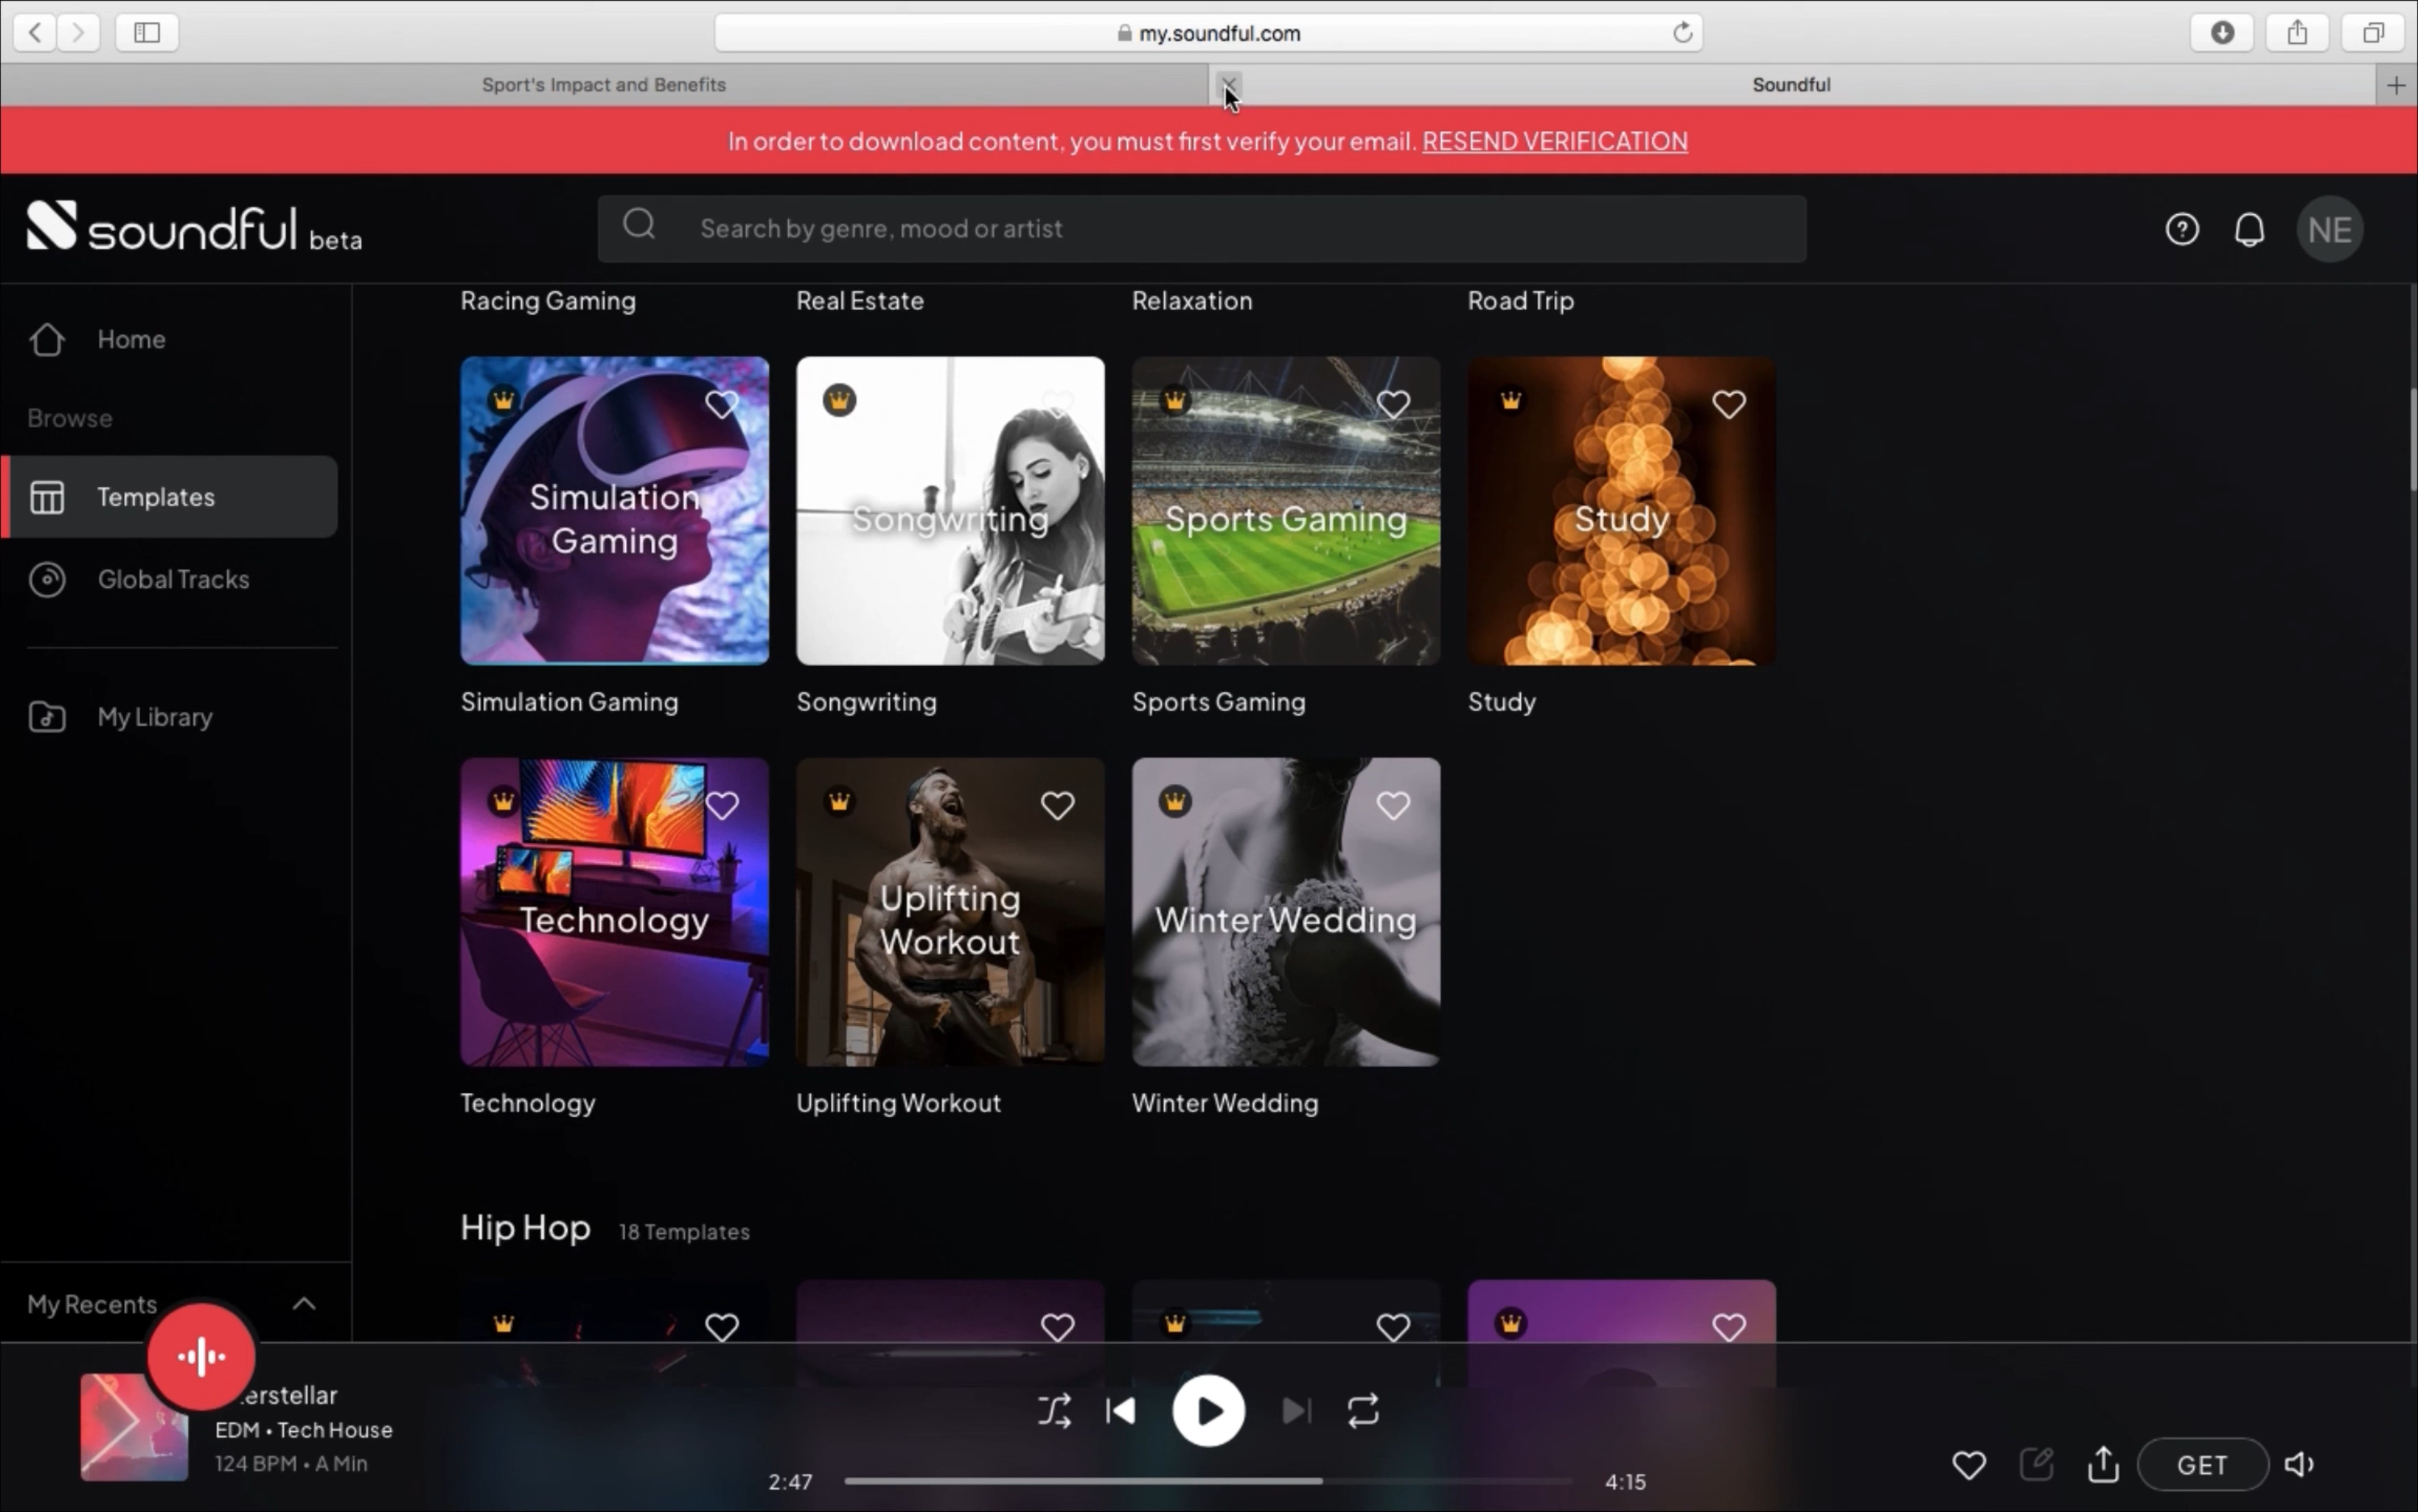 my.soundful.com
Sport's Impact and Benefits
Soundful
In order to download content, you must first verify your email. RESEND VERIFICATION
soundful beta
Search by genre, mood or artist
?
NE
Home
Browse
Templates
Global Tracks
My Library
Racing Gaming
Real Estate
Relaxation
Road Trip
Simulation
Gaming
Songwriting
Sports Gaming
Study
Simulation Gaming
Songwriting
Sports Gaming
Study
Technology
Uplifting
Workout
Winter Wedding
Technology
Uplifting Workout
Winter Wedding
Hip Hop 18 Templates
My Recents
erstellar
EDM • Tech House
124 BPM • A Min
2:47
4:15
GET